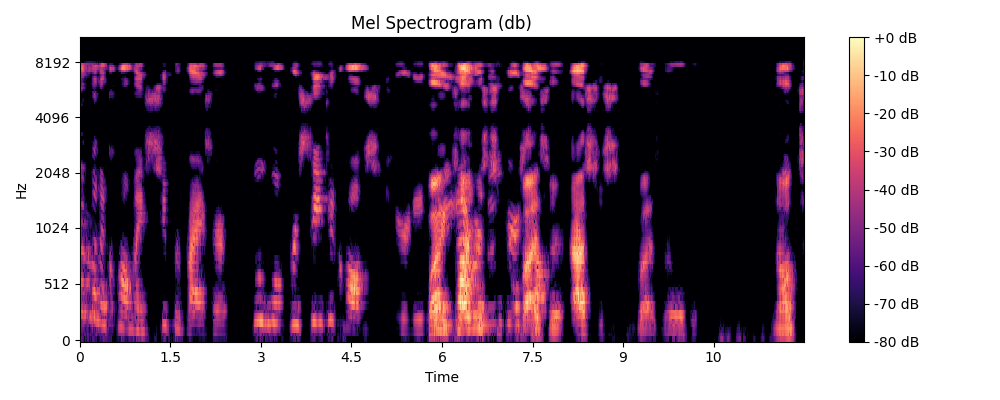 Mel Spectrogram (db)
8192
4096
2048
1024
512
0
Hz
0 1.5 3 4.5 6 7.5 9 10
Time
+0 dB
-10 dB
-20 dB
-30 dB
-40 dB
-50 dB
-60 dB
-70 dB
-80 dB